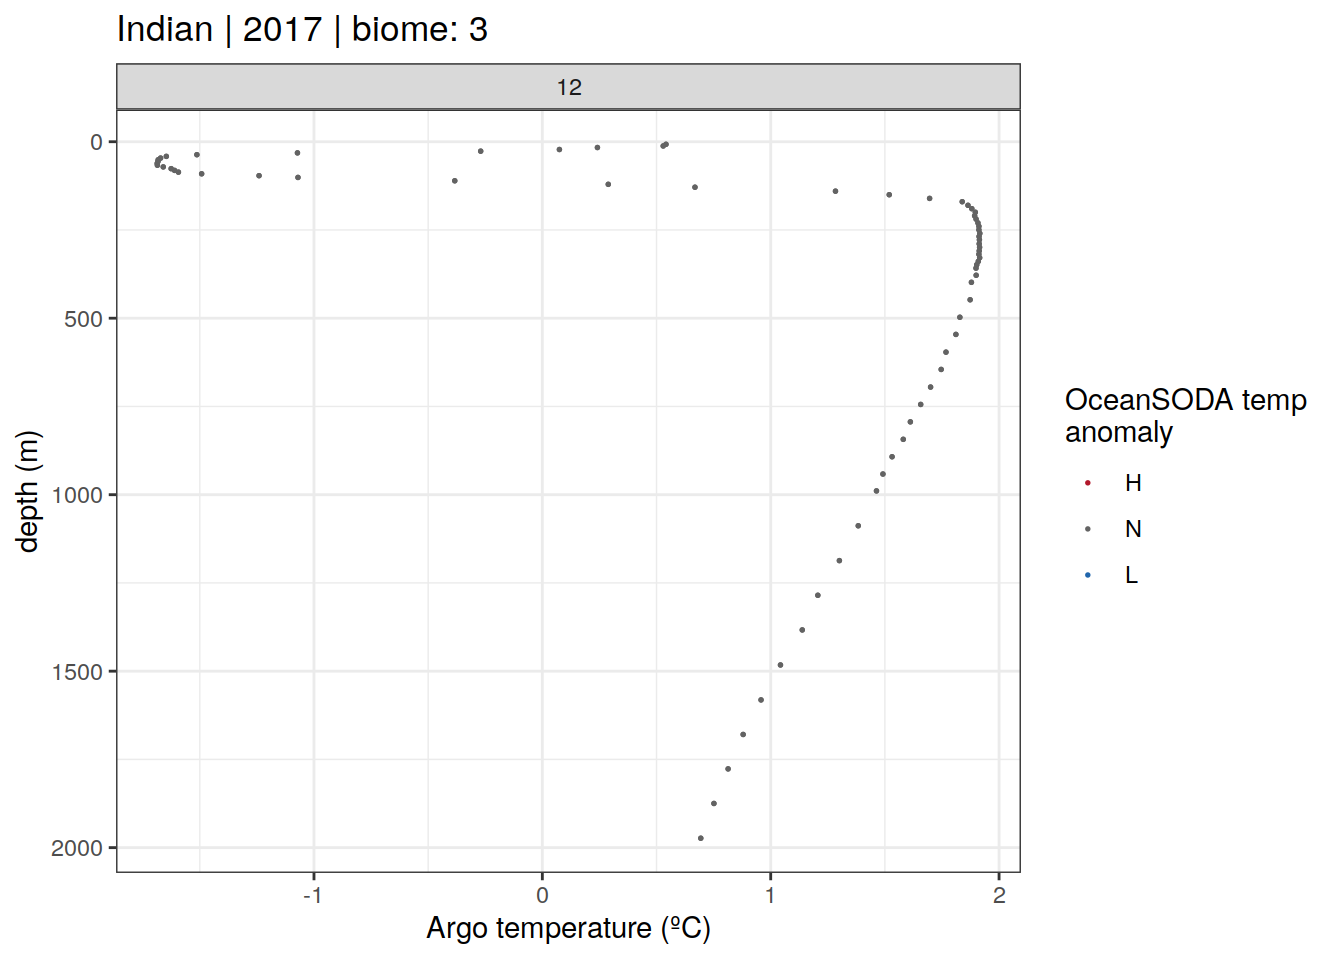 Indian | 2017 | biome: 3
12
0
500
1000
1500
2000
depth (m)
-1
0
1
2
Argo temperature (ºC)
OceanSODA temp
anomaly
H
N
L